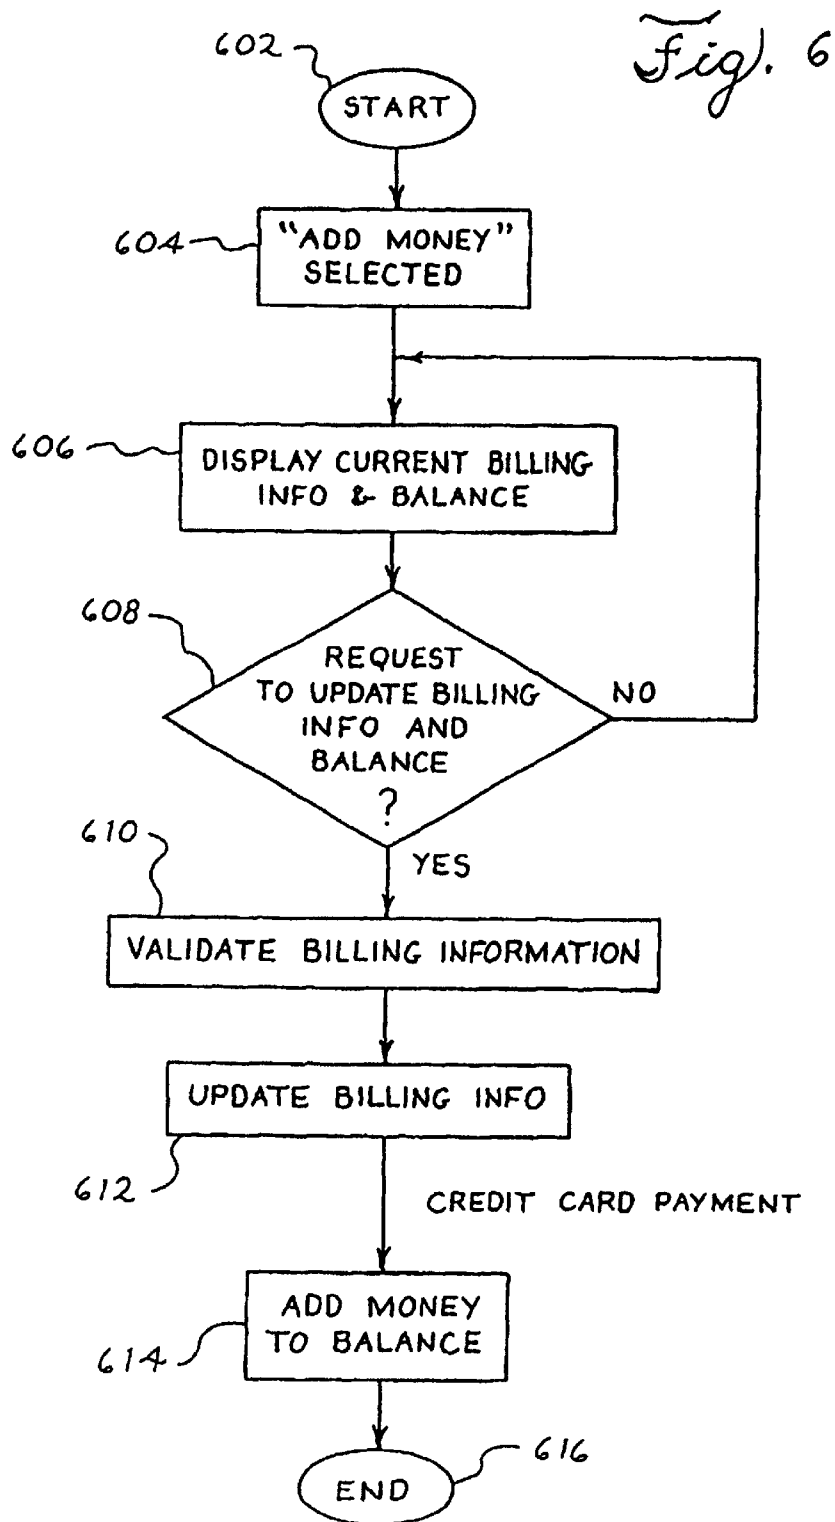 Fig. 6
602
START
604
"ADD MONEY"
SELECTED
606
DISPLAY CURRENT BILLING
INFO & BALANCE
608
REQUEST
TO UPDATE BILLING
INFO AND
BALANCE
?
NO
YES
610
VALIDATE BILLING INFORMATION
UPDATE BILLING INFO
612
CREDIT CARD PAYMENT
ADD MONEY
TO BALANCE
614
END
616